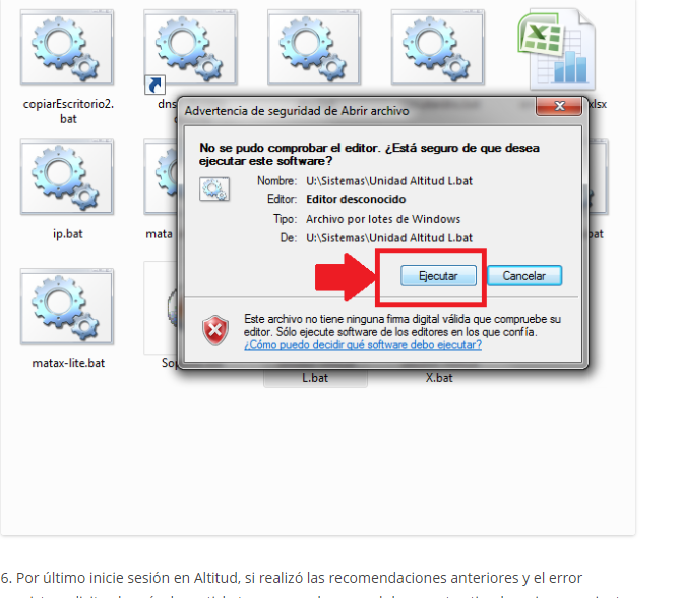 copiarEscritorio2.
bat
dns
xlsx
Advertencia de seguridad de Abrir archivo
No se pudo comprobar el editor. ¿Está seguro de que desea
ejecutar este software?
Nombre: U:\Sistemas\Unidad Altitud L.bat
Editor: Editor desconocido
Tipo: Archivo por lotes de Windows
De: U:\Sistemas\Unidad Altitud L.bat
ip.bat
mata
bat
Ejecutar
Cancelar
Este archivo no tiene ninguna firma digital válida que compruebe su
editor. Sólo ejecute software de los editores en los que confía.
¿Cómo puedo decidir qué software debo ejecutar?
matax-lite.bat
L.bat
X.bat
6. Por último inicie sesión en Altitud, si realizó las recomendaciones anteriores y el error